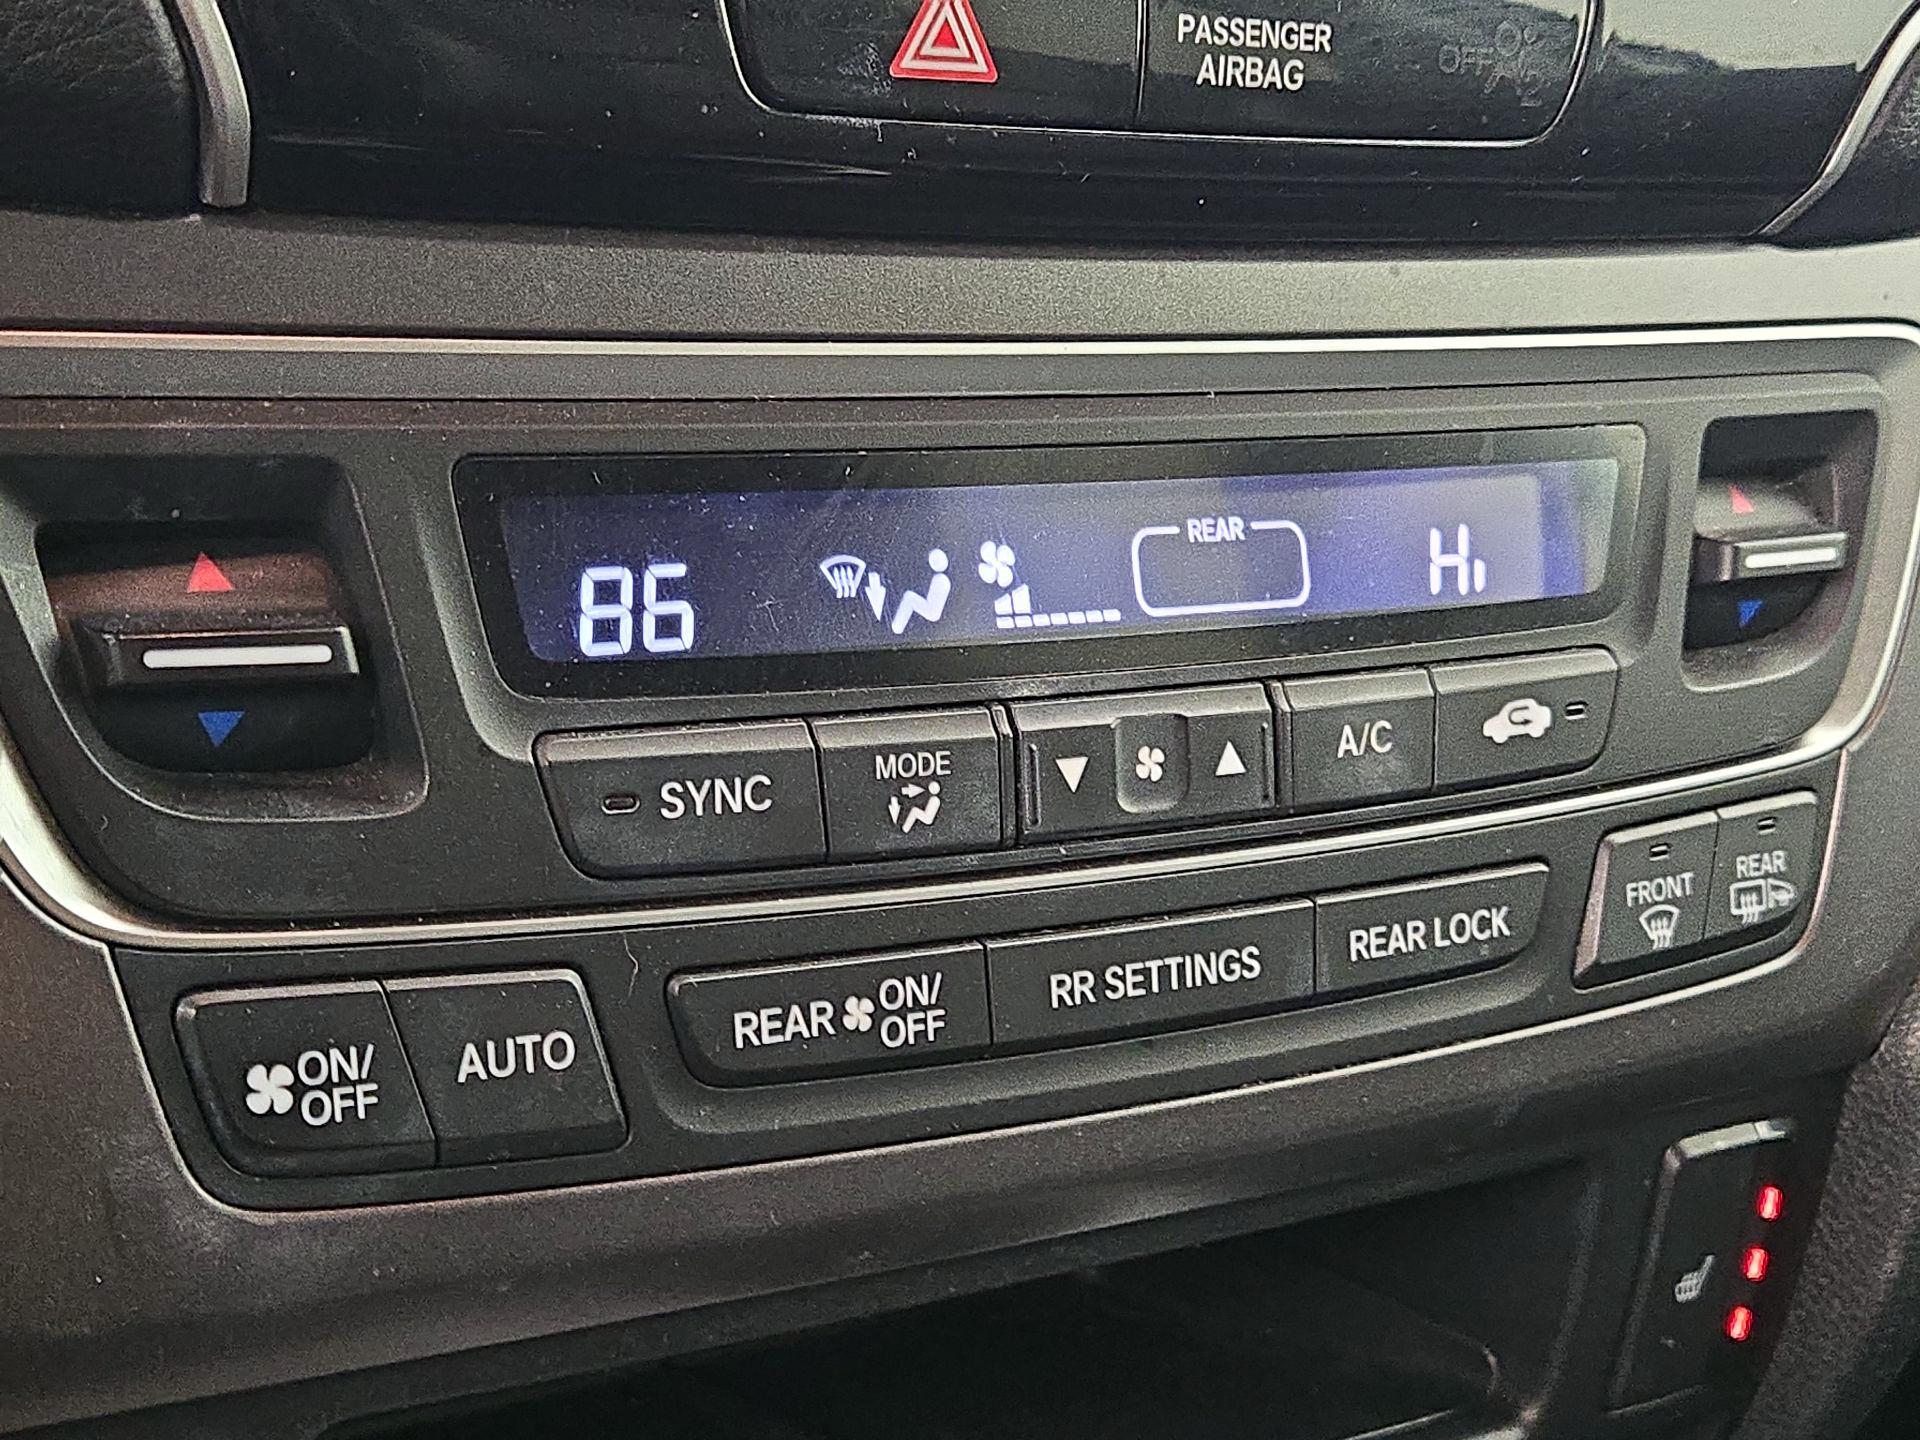 PASSENGER
AIRBAG
OFF
REAR
86
Hi
SYNC
MODE
A/C
FRONT
REAR
ON/
OFF
AUTO
REAR
ON/
OFF
RR SETTINGS
REAR LOCK